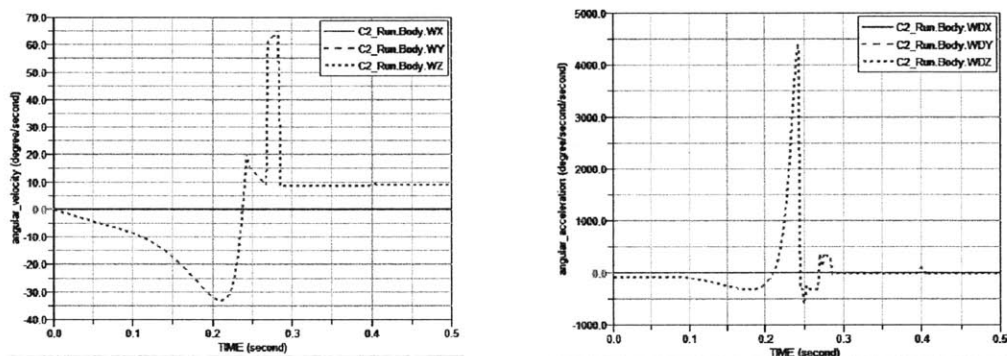 70.0
60.0
50.0
40.0
30.0
20.0
10.0
0.0
-10.0
-20.0
-30.0
-40.0
angular_velocity (degree/second)
C2_Run.Body.WX
C2_Run.Body.WY
C2_Run.Body.WZ
0.0 0.1 0.2 0.3 0.4 0.5
TIME (second)
5000.0
4000.0
3000.0
2000.0
1000.0
0.0
-1000.0
angular_acceleration (degree/second/second)
C2_Run.Body.WDX
C2_Run.Body.WDY
C2_Run.Body.WDZ
0.0 0.1 0.2 0.3 0.4 0.5
TIME (second)